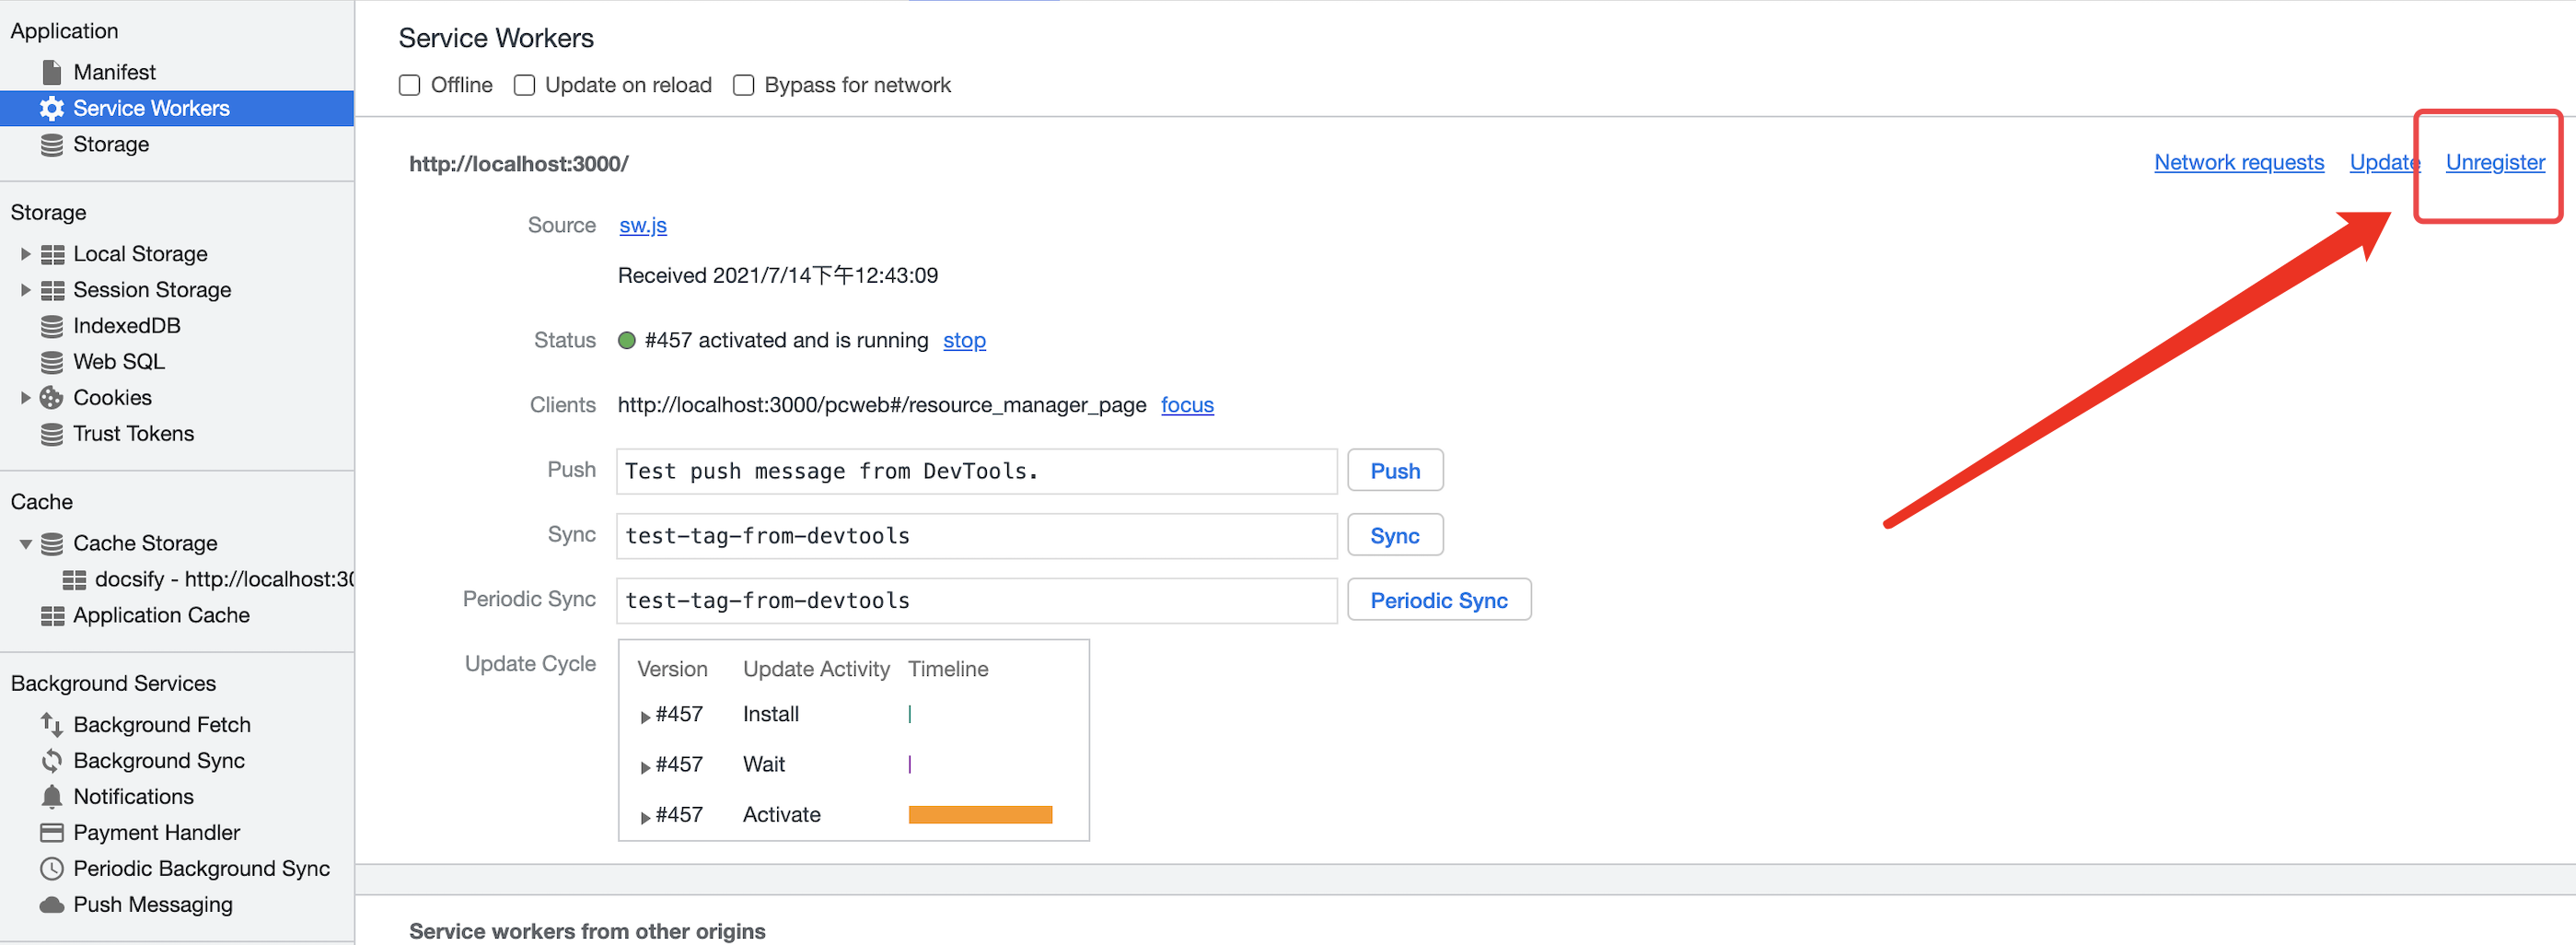 Application
Manifest
Service Workers
Storage
Storage
Local Storage
Session Storage
IndexedDB
Web SQL
Cookies
Trust Tokens
Cache
Cache Storage
docsify - http://localhost:30
Application Cache
Background Services
Background Fetch
Background Sync
Notifications
Payment Handler
Periodic Background Sync
Push Messaging
Service Workers
Offline Update on reload Bypass for network
http://localhost:3000/ Network requests Update Unregister
Source sw.js
Received 2021/7/14下午12:43:09
Status #457 activated and is running stop
Clients http://localhost:3000/pcweb#/resource_manager_page focus
Push Test push message from DevTools. Push
Sync test-tag-from-devtools Sync
Periodic Sync test-tag-from-devtools Periodic Sync
Update Cycle Version Update Activity Timeline
#457 Install
#457 Wait
#457 Activate
Service workers from other origins